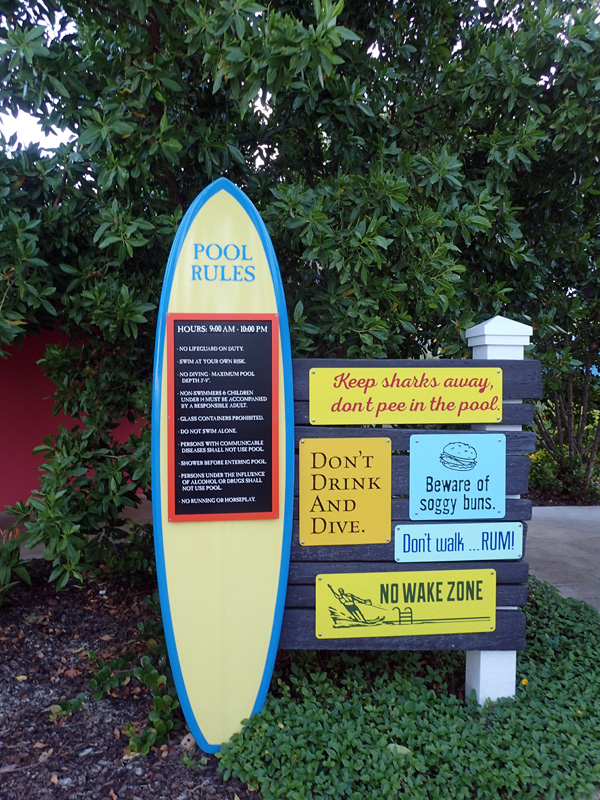 POOL
RULES
HOURS: 9:00 AM - 10:00 PM
· NO LIFEGUARD ON DUTY.
· SWIM AT YOUR OWN RISK.
· NO DIVING - MAXIMUM POOL
DEPTH 3'-9".
· NON-SWIMMERS & CHILDREN
UNDER 14 MUST BE ACCOMPANIED
BY A RESPONSIBLE ADULT.
· GLASS CONTAINERS PROHIBITED.
· DO NOT SWIM ALONE.
· PERSONS WITH COMMUNICABLE
DISEASES SHALL NOT USE POOL.
· SHOWER BEFORE ENTERING POOL.
· PERSONS UNDER THE INFLUENCE
OF ALCOHOL OR DRUGS SHALL
NOT USE POOL.
· NO RUNNING OR HORSEPLAY.
Keep sharks away,
don't pee in the pool.
DON'T
DRINK
AND
DIVE.
Beware of
soggy buns.
Don't walk ...RUM!
NO WAKE ZONE